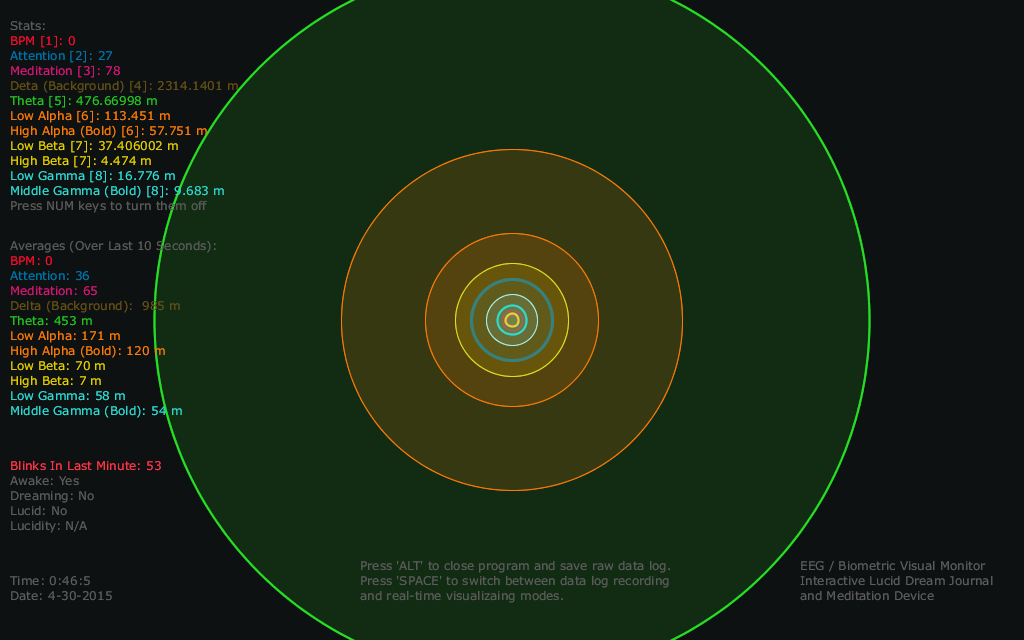 Stats:
BPM [1]: 0
Attention [2]: 27
Meditation [3]: 78
Deta (Background) [4]: 2314.1401 m
Theta [5]: 476.66998 m
Low Alpha [6]: 113.451 m
High Alpha (Bold) [6]: 57.751 m
Low Beta [7]: 37.406002 m
High Beta [7]: 4.474 m
Low Gamma [8]: 16.776 m
Middle Gamma (Bold) [8]: 9.683 m
Press NUM keys to turn them off
Averages (Over Last 10 Seconds):
BPM: 0
Attention: 36
Meditation: 65
Delta (Background): 985 m
Theta: 453 m
Low Alpha: 171 m
High Alpha (Bold): 120 m
Low Beta: 70 m
High Beta: 7 m
Low Gamma: 58 m
Middle Gamma (Bold): 54 m
Blinks In Last Minute: 53
Awake: Yes
Dreaming: No
Lucid: No
Lucidity: N/A
Time: 0:46:5
Date: 4-30-2015
Press 'ALT' to close program and save raw data log.
Press 'SPACE' to switch between data log recording
and real-time visualizaing modes.
EEG / Biometric Visual Monitor
Interactive Lucid Dream Journal
and Meditation Device